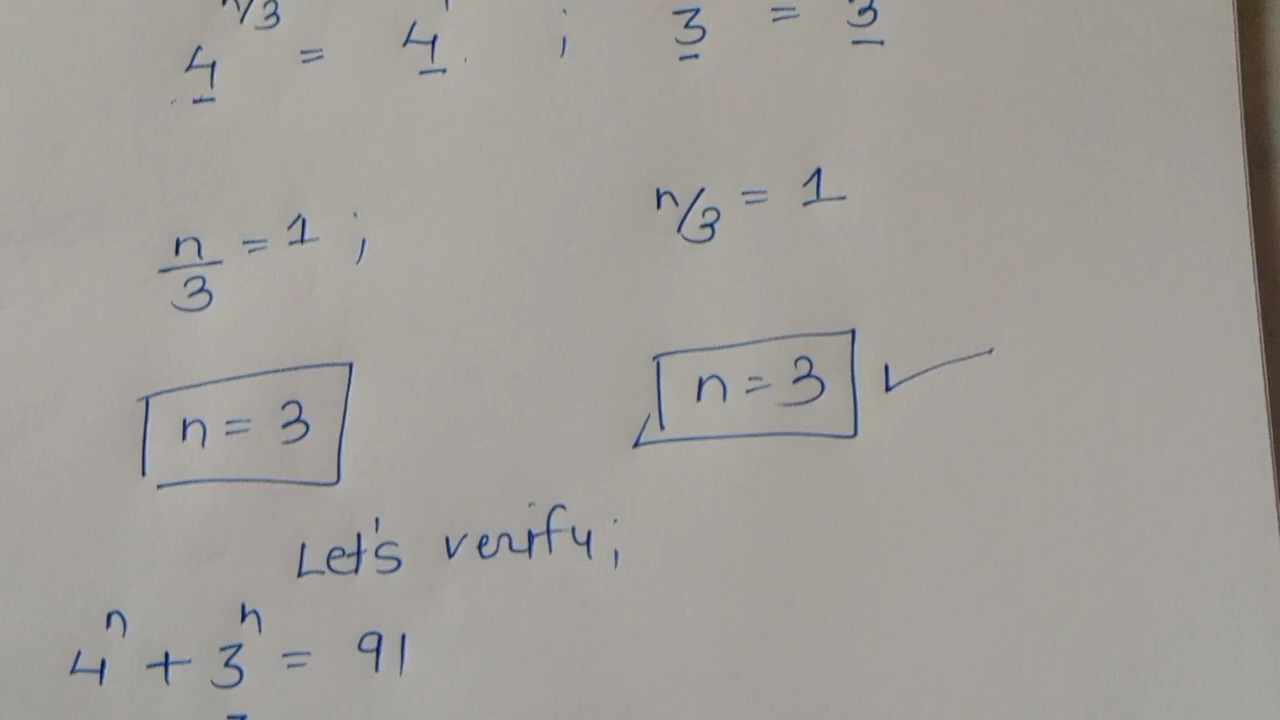 4^{n/3} = 4 ; 3 = 3
n/3 = 1 ; n/3 = 1
n = 3 n = 3 ✓
Let's verify;
4^n + 3^n = 91